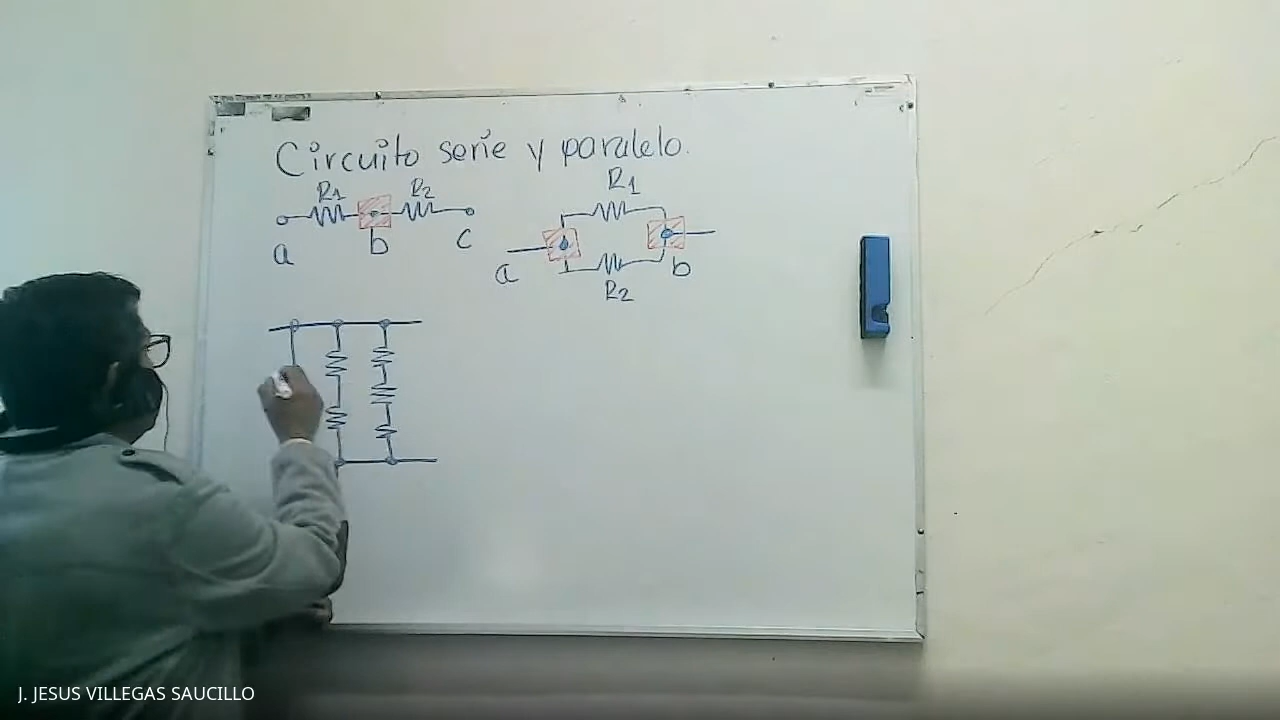 Circuito serie y paralelo.
R1 R2
a b c
R1
a b
R2
J. JESUS VILLEGAS SAUCILLO